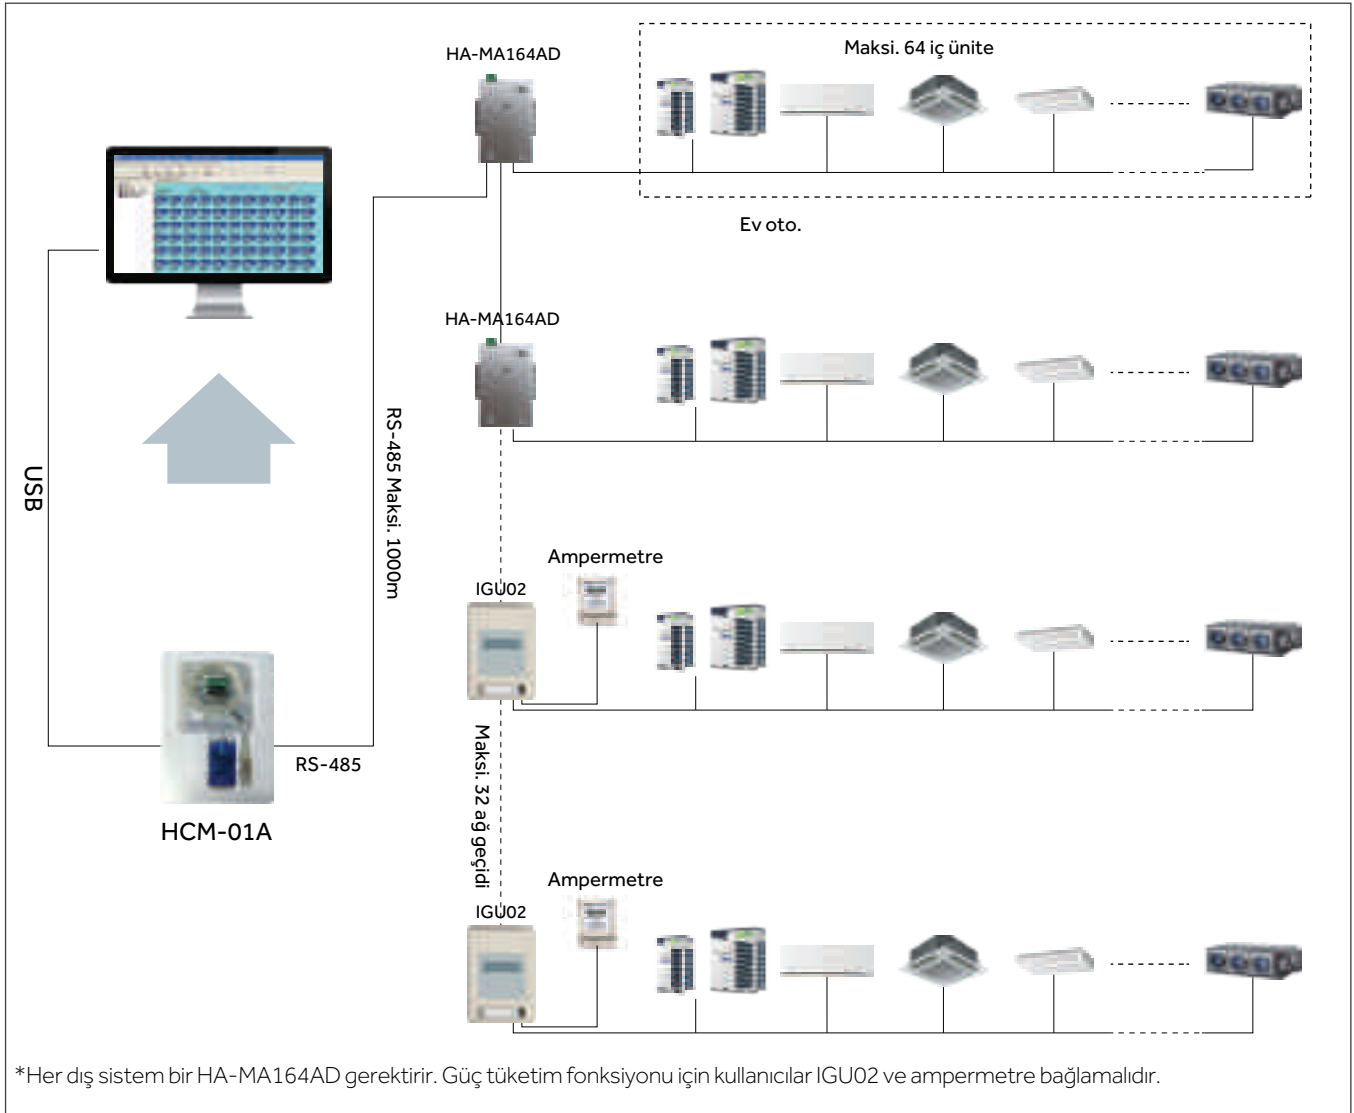 HA-MA164AD
Maksi. 64 iç ünite
Ev oto.
HA-MA164AD
USB
RS-485 Maksi. 1000m
Ampermetre
IGU02
RS-485
HCM-01A
Maksi. 32 ağ geçidi
Ampermetre
IGU02
*Her dış sistem bir HA-MA164AD gerektirir. Güç tüketim fonksiyonu için kullanıcılar IGU02 ve ampermetre bağlamalıdır.